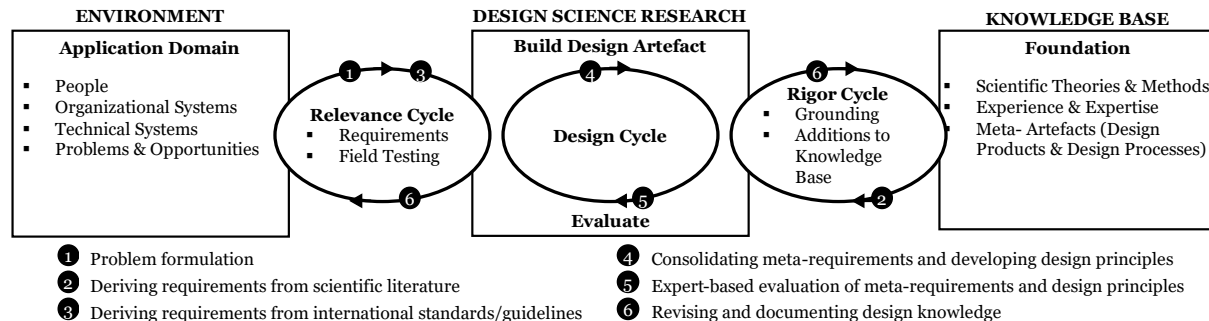 ENVIRONMENT
Application Domain
▪ People
▪ Organizational Systems
▪ Technical Systems
▪ Problems & Opportunities
1
3
Relevance Cycle
▪ Requirements
▪ Field Testing
6
DESIGN SCIENCE RESEARCH
Build Design Artefact
4
Design Cycle
5
Evaluate
6
Rigor Cycle
▪ Grounding
▪ Additions to
Knowledge
Base
2
KNOWLEDGE BASE
Foundation
▪ Scientific Theories & Methods
▪ Experience & Expertise
▪ Meta- Artefacts (Design
Products & Design Processes)
1 Problem formulation
2 Deriving requirements from scientific literature
3 Deriving requirements from international standards/guidelines
4 Consolidating meta-requirements and developing design principles
5 Expert-based evaluation of meta-requirements and design principles
6 Revising and documenting design knowledge